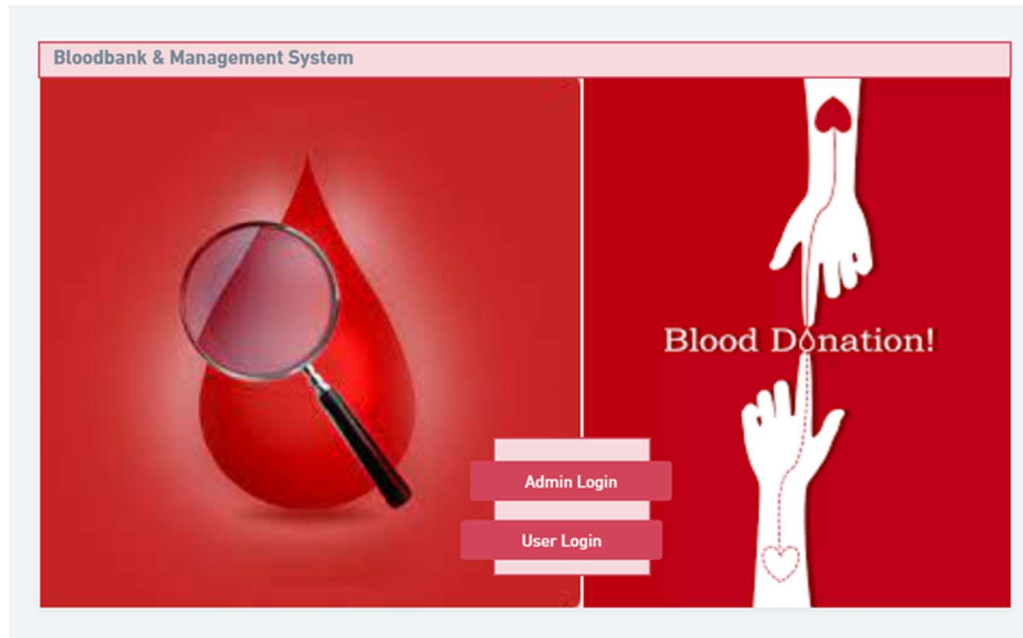 Bloodbank & Management System
Blood Donation!
Admin Login
User Login